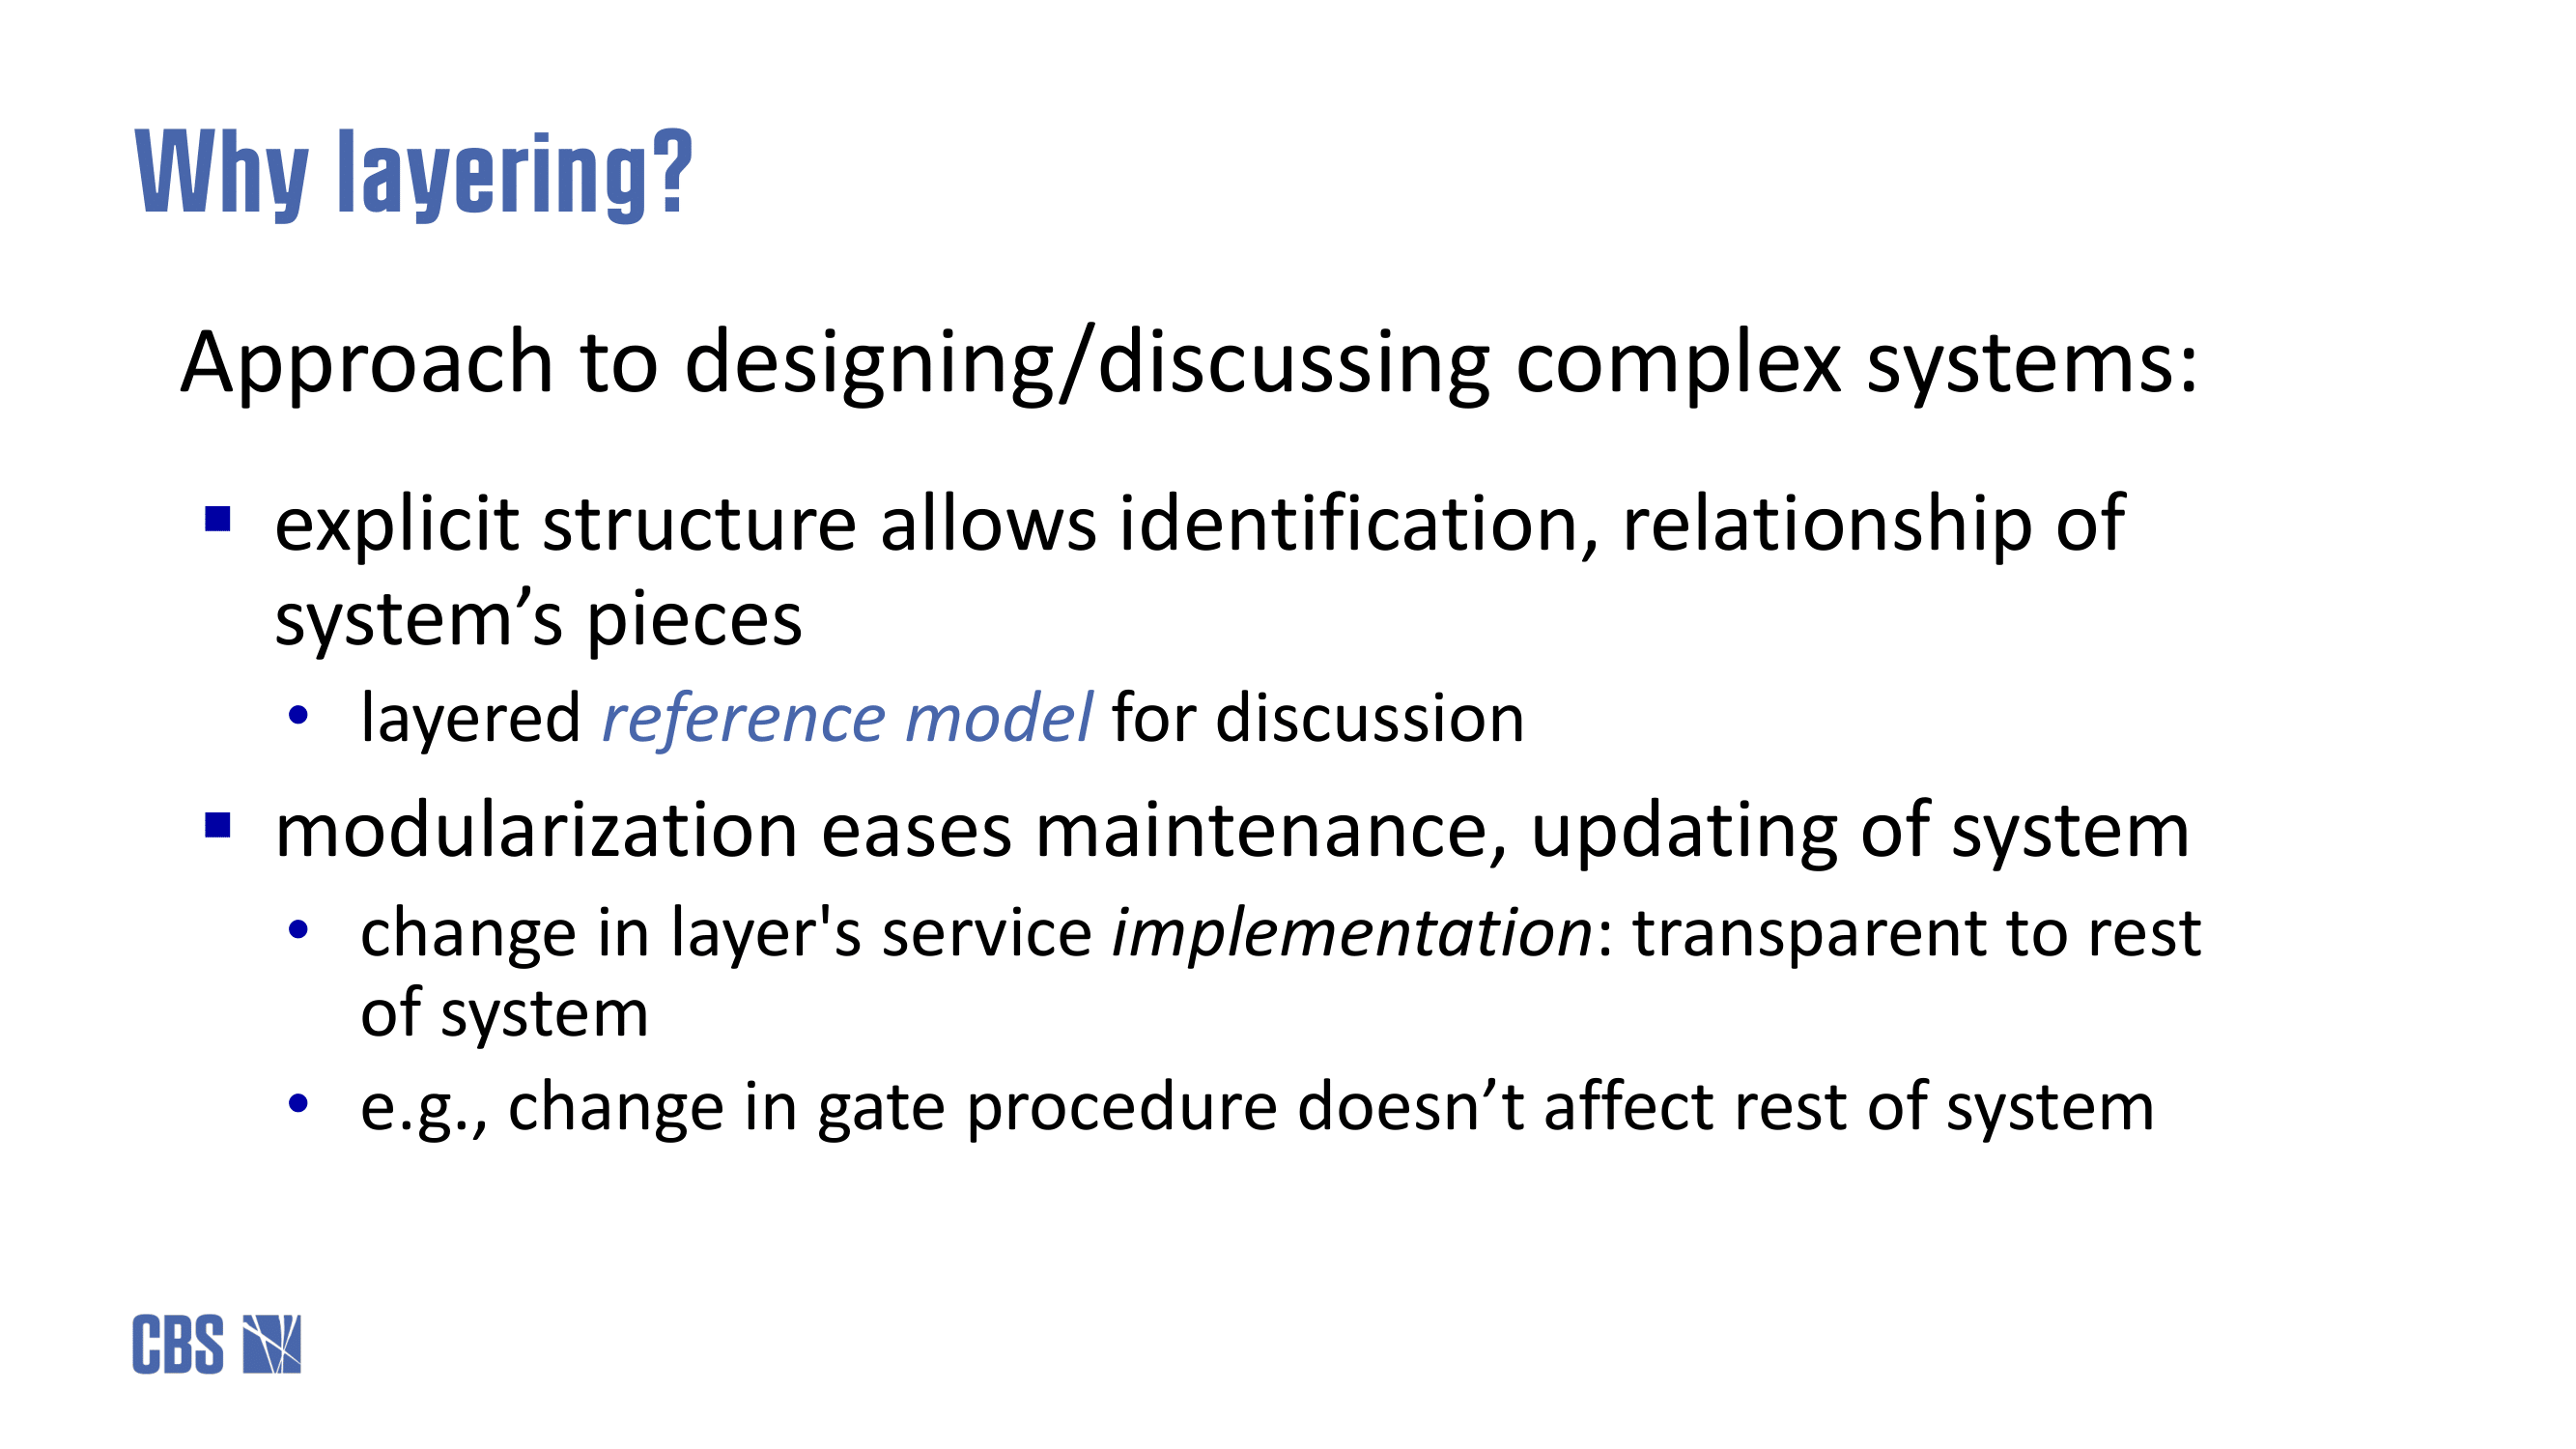 Why layering?
Approach to designing/discussing complex systems:
▪ explicit structure allows identification, relationship of
system’s pieces
• layered reference model for discussion
▪ modularization eases maintenance, updating of system
• change in layer's service implementation: transparent to rest
of system
• e.g., change in gate procedure doesn’t affect rest of system
CBS